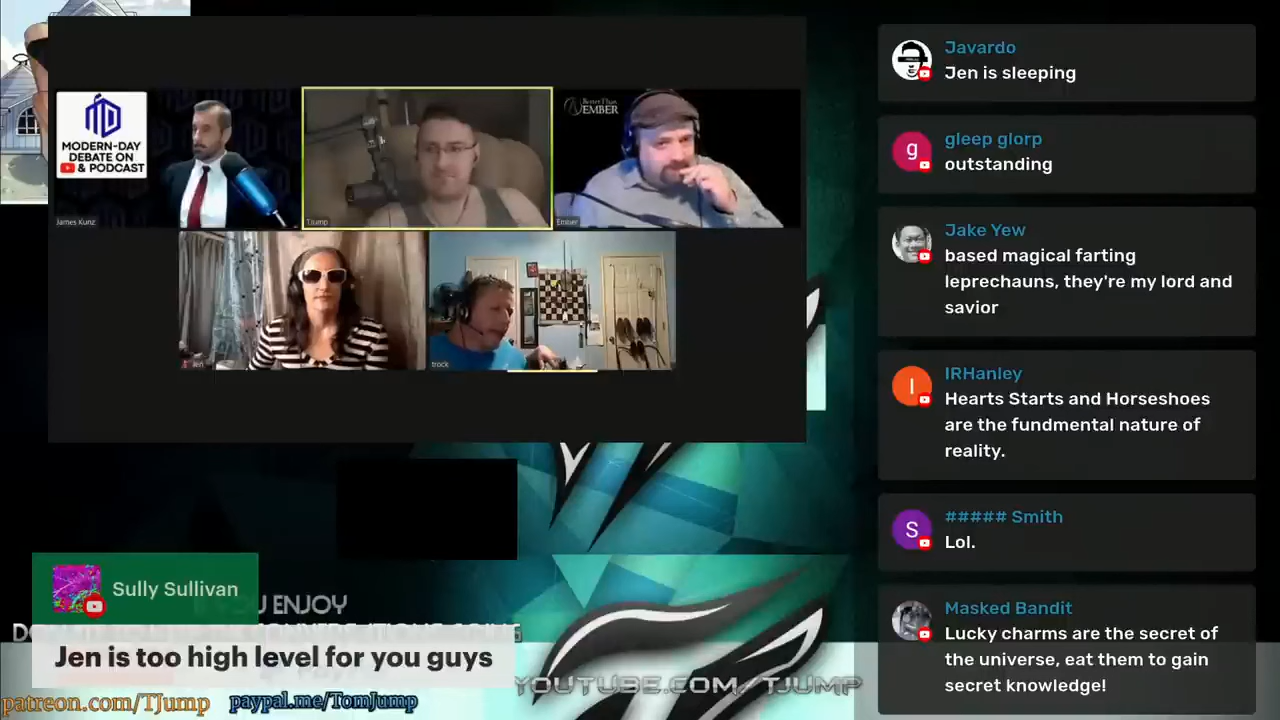 MODERN-DAY
DEBATE ON
& PODCAST
James Kunz
TJump
Better Than
EMBER
Ember
Jen
trock
Javardo
Jen is sleeping
gleep glorp
outstanding
Jake Yew
based magical farting
leprechauns, they're my lord and
savior
IRHanley
Hearts Starts and Horseshoes
are the fundmental nature of
reality.
##### Smith
Lol.
Masked Bandit
Lucky charms are the secret of
the universe, eat them to gain
secret knowledge!
Sully Sullivan
U ENJOY
Jen is too high level for you guys
YOUTUBE.COM/TJUMP
patreon.com/TJump
paypal.me/TomJump